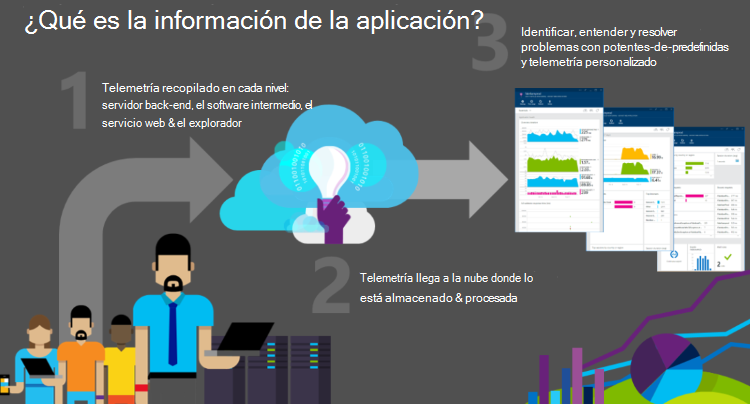 ¿Qué es la información de la aplicación?
1
Telemetría recopilado en cada nivel:
servidor back-end, el software intermedio, el
servicio web & el explorador
2
Telemetría llega a la nube donde lo
está almacenado & procesada
3
Identificar, entender y resolver
problemas con potentes-de-predefinidas
y telemetría personalizado